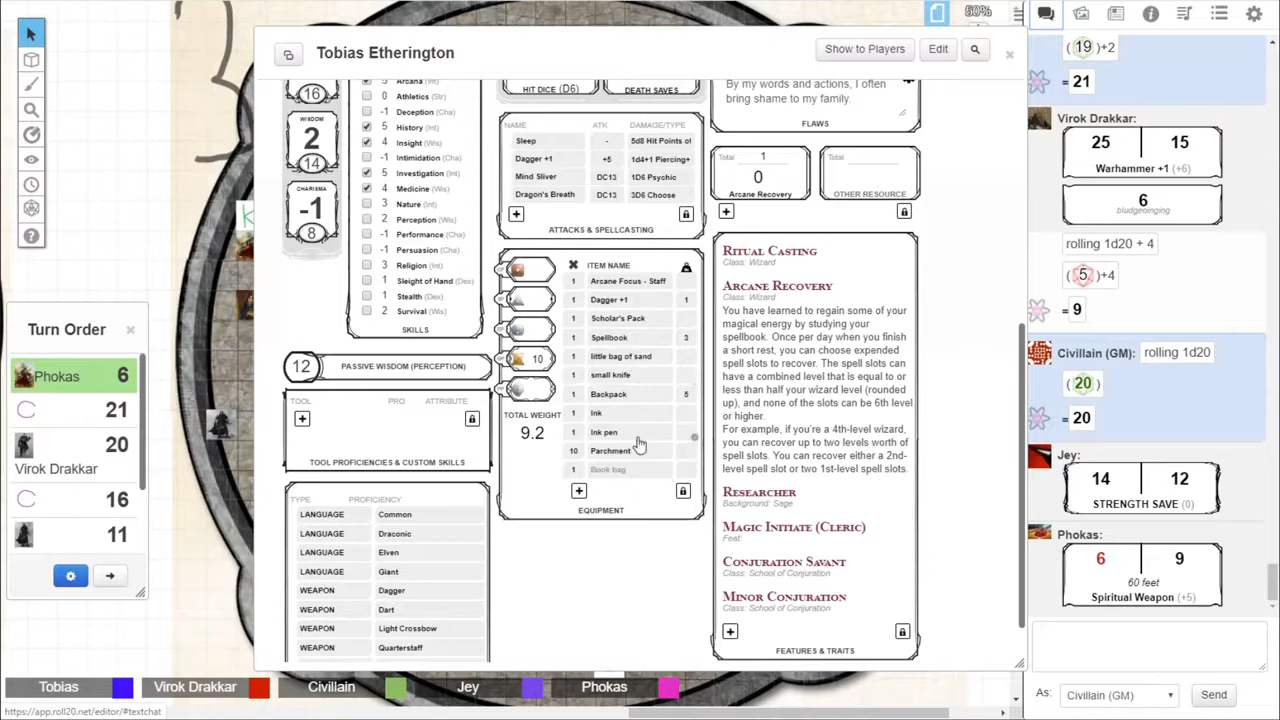 60%
Tobias Etherington
Show to Players
Edit
16
WISDOM
2
14
CHARISMA
-1
8
5 Arcana (Int)
0 Athletics (Str)
-1 Deception (Cha)
5 History (Int)
4 Insight (Wis)
-1 Intimidation (Cha)
5 Investigation (Int)
4 Medicine (Wis)
3 Nature (Int)
2 Perception (Wis)
-1 Performance (Cha)
-1 Persuasion (Cha)
3 Religion (Int)
1 Sleight of Hand (Dex)
1 Stealth (Dex)
2 Survival (Wis)
SKILLS
12 PASSIVE WISDOM (PERCEPTION)
TOOL PRO ATTRIBUTE
TOOL PROFICIENCIES & CUSTOM SKILLS
TYPE PROFICIENCY
LANGUAGE Common
LANGUAGE Draconic
LANGUAGE Elven
LANGUAGE Giant
WEAPON Dagger
WEAPON Dart
WEAPON Light Crossbow
WEAPON Quarterstaff
HIT DICE (D6) DEATH SAVES
NAME ATK DAMAGE/TYPE
Sleep - 5d8 Hit Points of
Dagger +1 +5 1d4+1 Piercing+
Mind Sliver DC13 1D6 Psychic
Dragon's Breath DC13 3D6 Choose
ATTACKS & SPELLCASTING
CP
SP
EP
GP 10
PP
TOTAL WEIGHT
9.2
ITEM NAME
1 Arcane Focus - Staff
1 Dagger +1 1
1 Scholar's Pack
1 Spellbook 3
1 little bag of sand
1 small knife
1 Backpack 5
1 Ink
1 Ink pen
10 Parchment
1 Book bag
EQUIPMENT
By my words and actions, I often
bring shame to my family.
FLAWS
Total 1
0
Arcane Recovery
Total
OTHER RESOURCE
RITUAL CASTING
Class: Wizard
ARCANE RECOVERY
Class: Wizard
You have learned to regain some of your
magical energy by studying your
spellbook. Once per day when you finish
a short rest, you can choose expended
spell slots to recover. The spell slots can
have a combined level that is equal to or
less than half your wizard level (rounded
up), and none of the slots can be 6th level
or higher.
For example, if you're a 4th-level wizard,
you can recover up to two levels worth of
spell slots. You can recover either a 2nd-
level spell slot or two 1st-level spell slots.
RESEARCHER
Background: Sage
MAGIC INITIATE (CLERIC)
Feat:
CONJURATION SAVANT
Class: School of Conjuration
MINOR CONJURATION
Class: School of Conjuration
FEATURES & TRAITS
Turn Order
Phokas 6
21
20
Virok Drakkar
16
11
Tobias
Virok Drakkar
Civillain
Jey
Phokas
https://app.roll20.net/editor/#textchat
(19)+2
= 21
Virok Drakkar:
25 15
Warhammer +1 (+6)
6
bludgeoinging
rolling 1d20 + 4
(5)+4
= 9
Civillain (GM): rolling 1d20
(20)
= 20
Jey:
14 12
STRENGTH SAVE (0)
Phokas:
6 9
60 feet
Spiritual Weapon (+5)
As: Civillain (GM)
Send